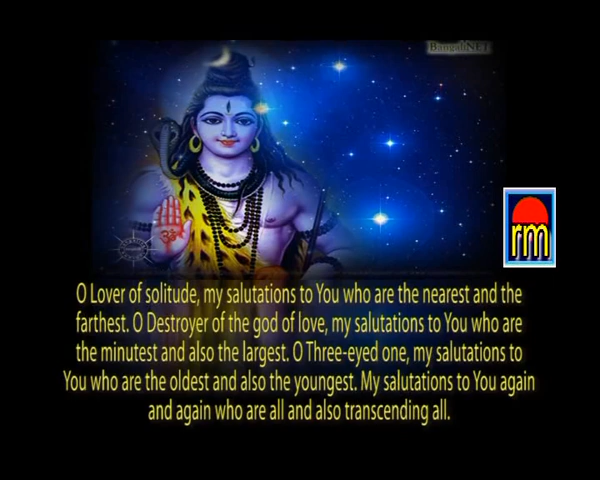 BangaliNET
rm
O Lover of solitude, my salutations to You who are the nearest and the
farthest. O Destroyer of the god of love, my salutations to You who are
the minutest and also the largest. O Three-eyed one, my salutations to
You who are the oldest and also the youngest. My salutations to You again
and again who are all and also transcending all.